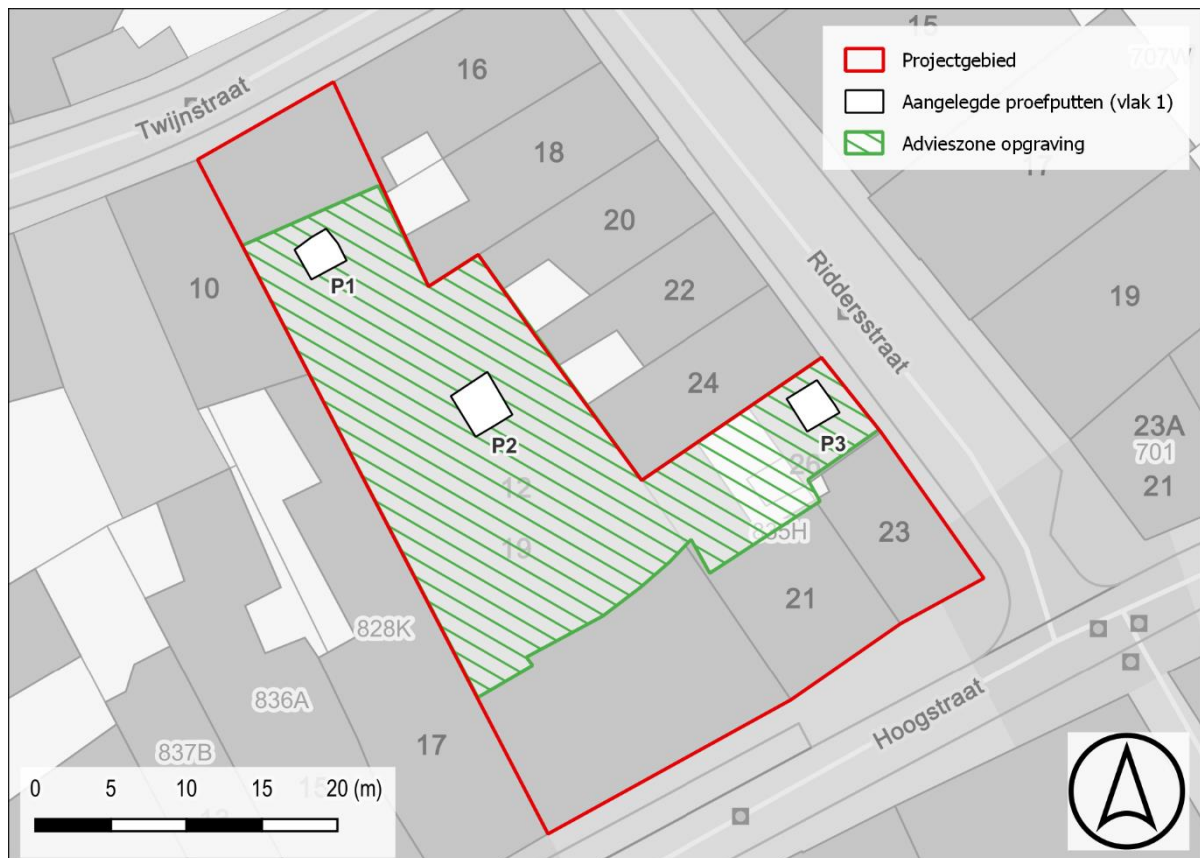 Twijnstraat
16
15
707W
Projectgebied
Aangelegde proefputten (vlak 1)
Advieszone opgraving
17
18
20
10
P1
22
Riddersstraat
19
24
P2
P3
26
23A
701
21
12
19
835H
23
21
828K
836A
17
837B
Hoogstraat
15
0 5 10 15 20 (m)